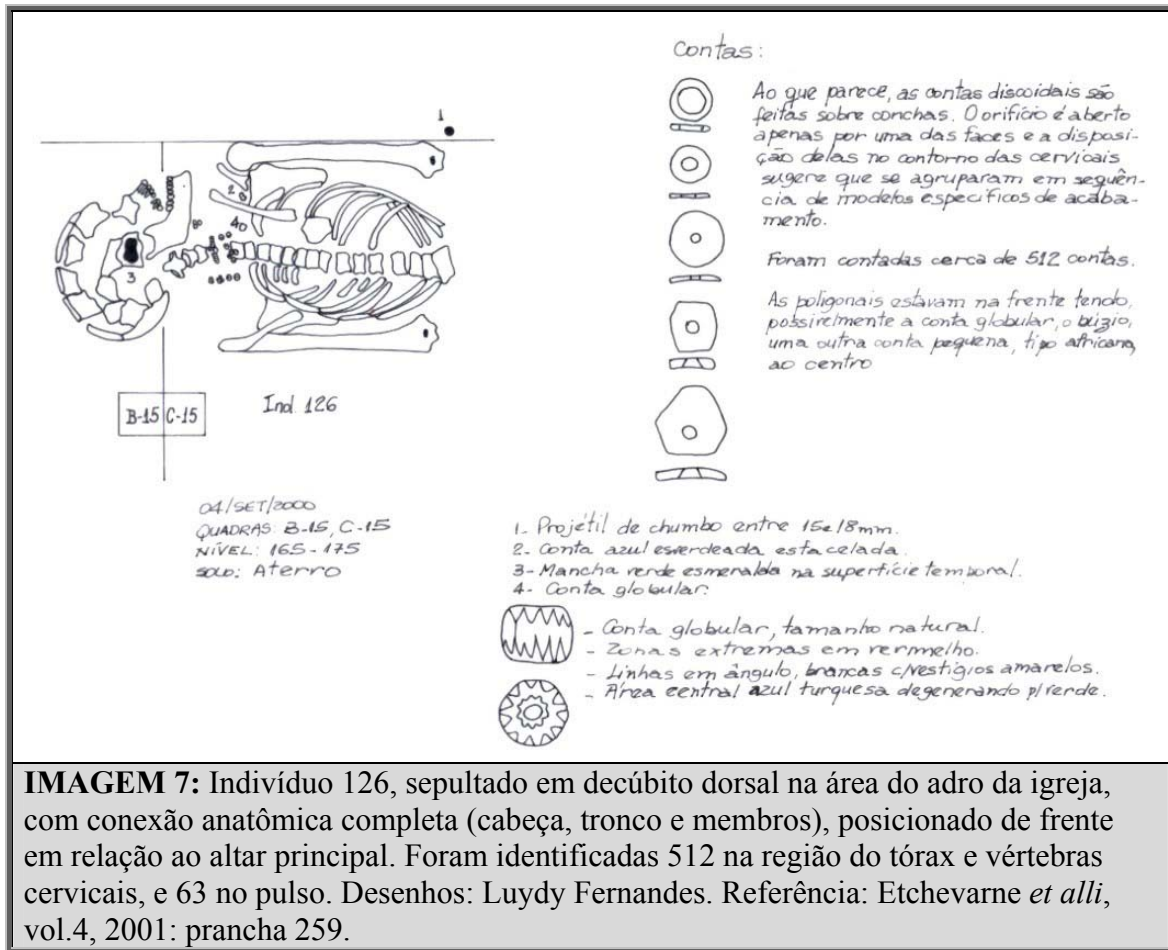 Contas:
Ao que parece, as contas discoidais são
feitas sobre conchas. O orifício é aberto
apenas por uma das faces e a disposi-
ção delas no contorno das cervicais
sugere que se agruparam em sequên-
cia de modelos específicos de acaba-
mento.
Foram contadas cerca de 512 contas.
As poligonais estavam na frente tendo,
possivelmente a conta globular, o búzio,
uma outra conta pequena, tipo africana,
ao centro
1
2
40
3
B-15 C-15
Ind. 126
04/SET/2000
QUADRAS: B-15, C-15
NÍVEL: 165-175
SOLO: Aterro
1. Projétil de chumbo entre 15e18mm.
2. Conta azul esverdeada esfacelada.
3- Mancha verde esmeralda na superfície temporal.
4- Conta globular:
- Conta globular, tamanho natural.
- Zonas extremas em vermelho.
- Linhas em ângulo, brancas c/vestígios amarelos.
- Área central azul turquesa degenerando p/verde.
IMAGEM 7: Indivíduo 126, sepultado em decúbito dorsal na área do adro da igreja,
com conexão anatômica completa (cabeça, tronco e membros), posicionado de frente
em relação ao altar principal. Foram identificadas 512 na região do tórax e vértebras
cervicais, e 63 no pulso. Desenhos: Luydy Fernandes. Referência: Etchevarne et alli,
vol.4, 2001: prancha 259.